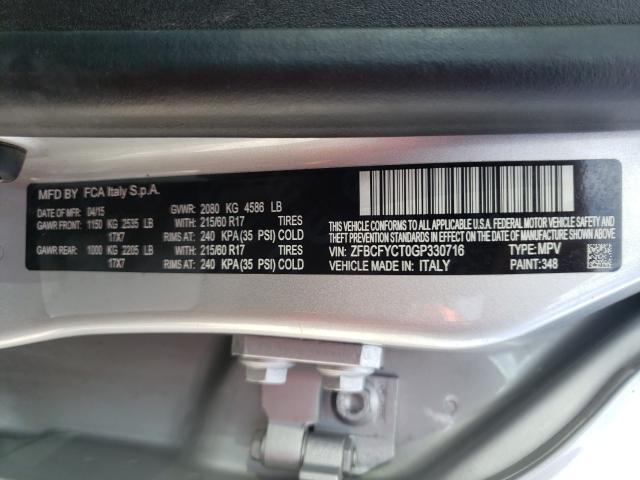 MFD BY FCA Italy S.p.A.
DATE OF MFR: 04/15 GVWR: 2080 KG 4586 LB
GAWR FRONT: 1150 KG 2535 LB WITH: 215/60 R17 TIRES
17X7 RIMS AT: 240 KPA(35 PSI) COLD
GAWR REAR: 1000 KG 2205 LB WITH: 215/60 R17 TIRES
17X7 RIMS AT: 240 KPA(35 PSI) COLD
THIS VEHICLE CONFORMS TO ALL APPLICABLE U.S.A. FEDERAL MOTOR VEHICLE
SAFETY, BUMPER, AND THEFT PREVENTION STANDARDS IN EFFECT
ON THE DATE OF MANUFACTURE SHOWN ABOVE.
VIN: ZFBCFYCT0GP330716 TYPE: MPV
VEHICLE MADE IN: ITALY PAINT: 348